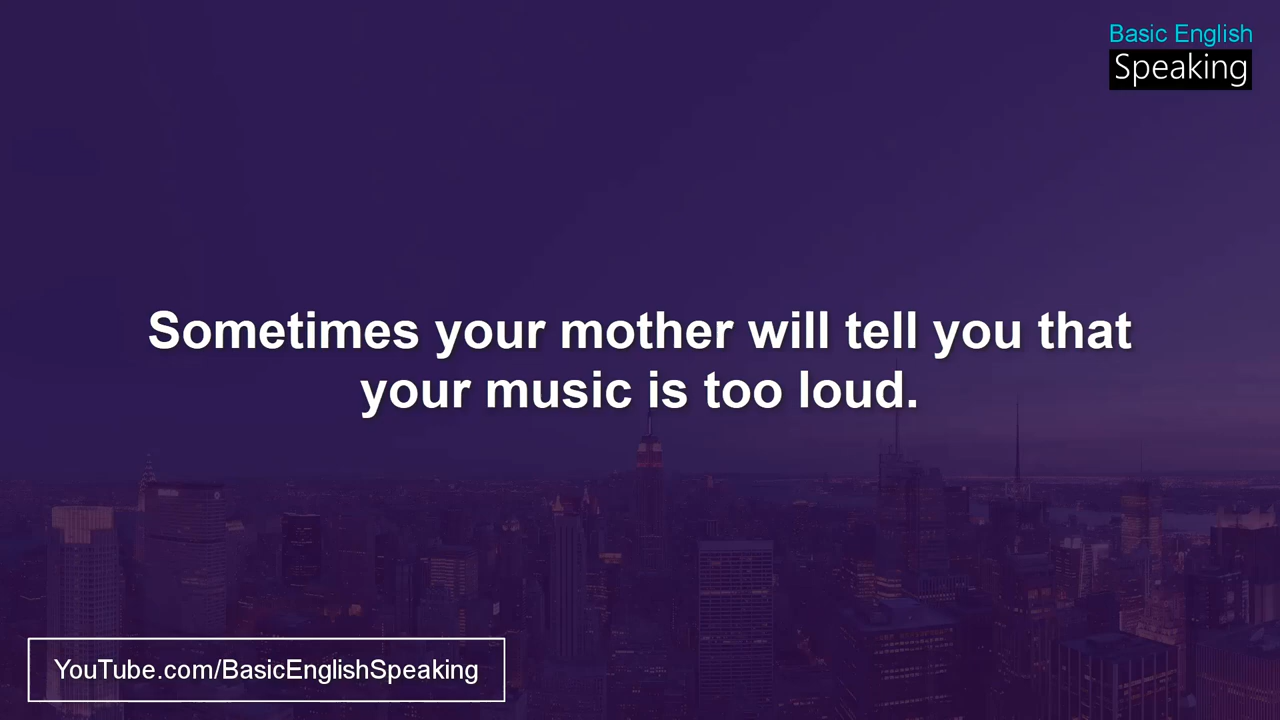 Basic English
Speaking
Sometimes your mother will tell you that
your music is too loud.
YouTube.com/BasicEnglishSpeaking